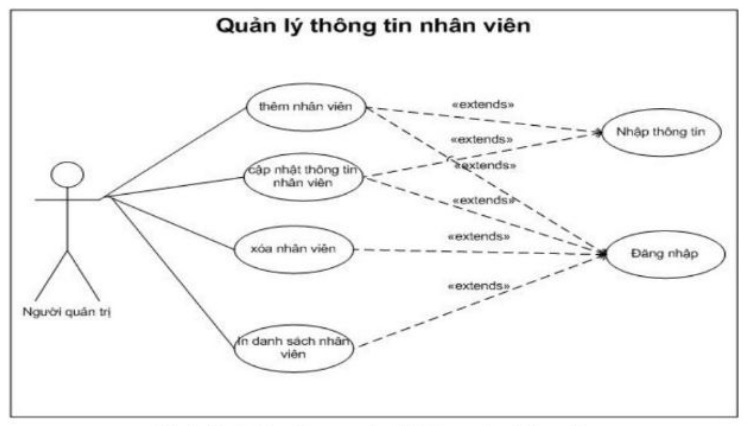 Quản lý thông tin nhân viên
thêm nhân viên
«extends»
Nhập thông tin
«extends»
cập nhật thông tin
nhân viên
«extends»
«extends»
xóa nhân viên
«extends»
Đăng nhập
«extends»
Người quản trị
In danh sách nhân
viên